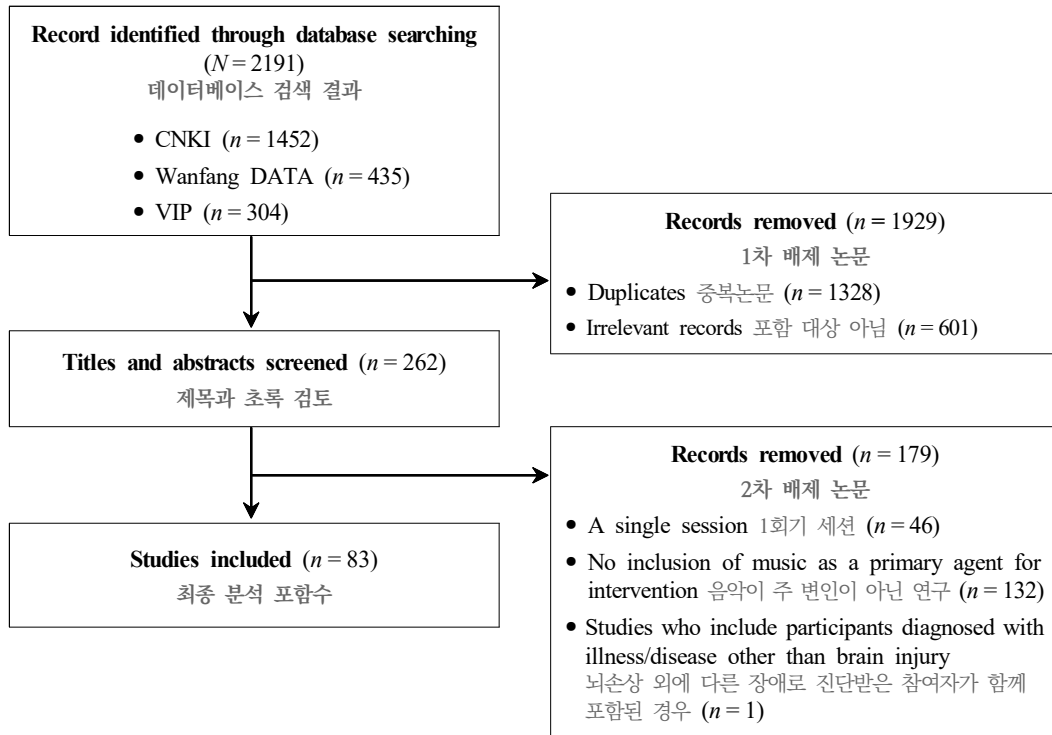 Record identified through database searching
(N = 2191)
데이터베이스 검색 결과
• CNKI (n = 1452)
• Wanfang DATA (n = 435)
• VIP (n = 304)
Records removed (n = 1929)
1차 배제 논문
• Duplicates 중복논문 (n = 1328)
• Irrelevant records 포함 대상 아님 (n = 601)
Titles and abstracts screened (n = 262)
제목과 초록 검토
Records removed (n = 179)
2차 배제 논문
• A single session 1회기 세션 (n = 46)
• No inclusion of music as a primary agent for
intervention 음악이 주 변인이 아닌 연구 (n = 132)
• Studies who include participants diagnosed with
illness/disease other than brain injury
뇌손상 외에 다른 장애로 진단받은 참여자가 함께
포함된 경우 (n = 1)
Studies included (n = 83)
최종 분석 포함수